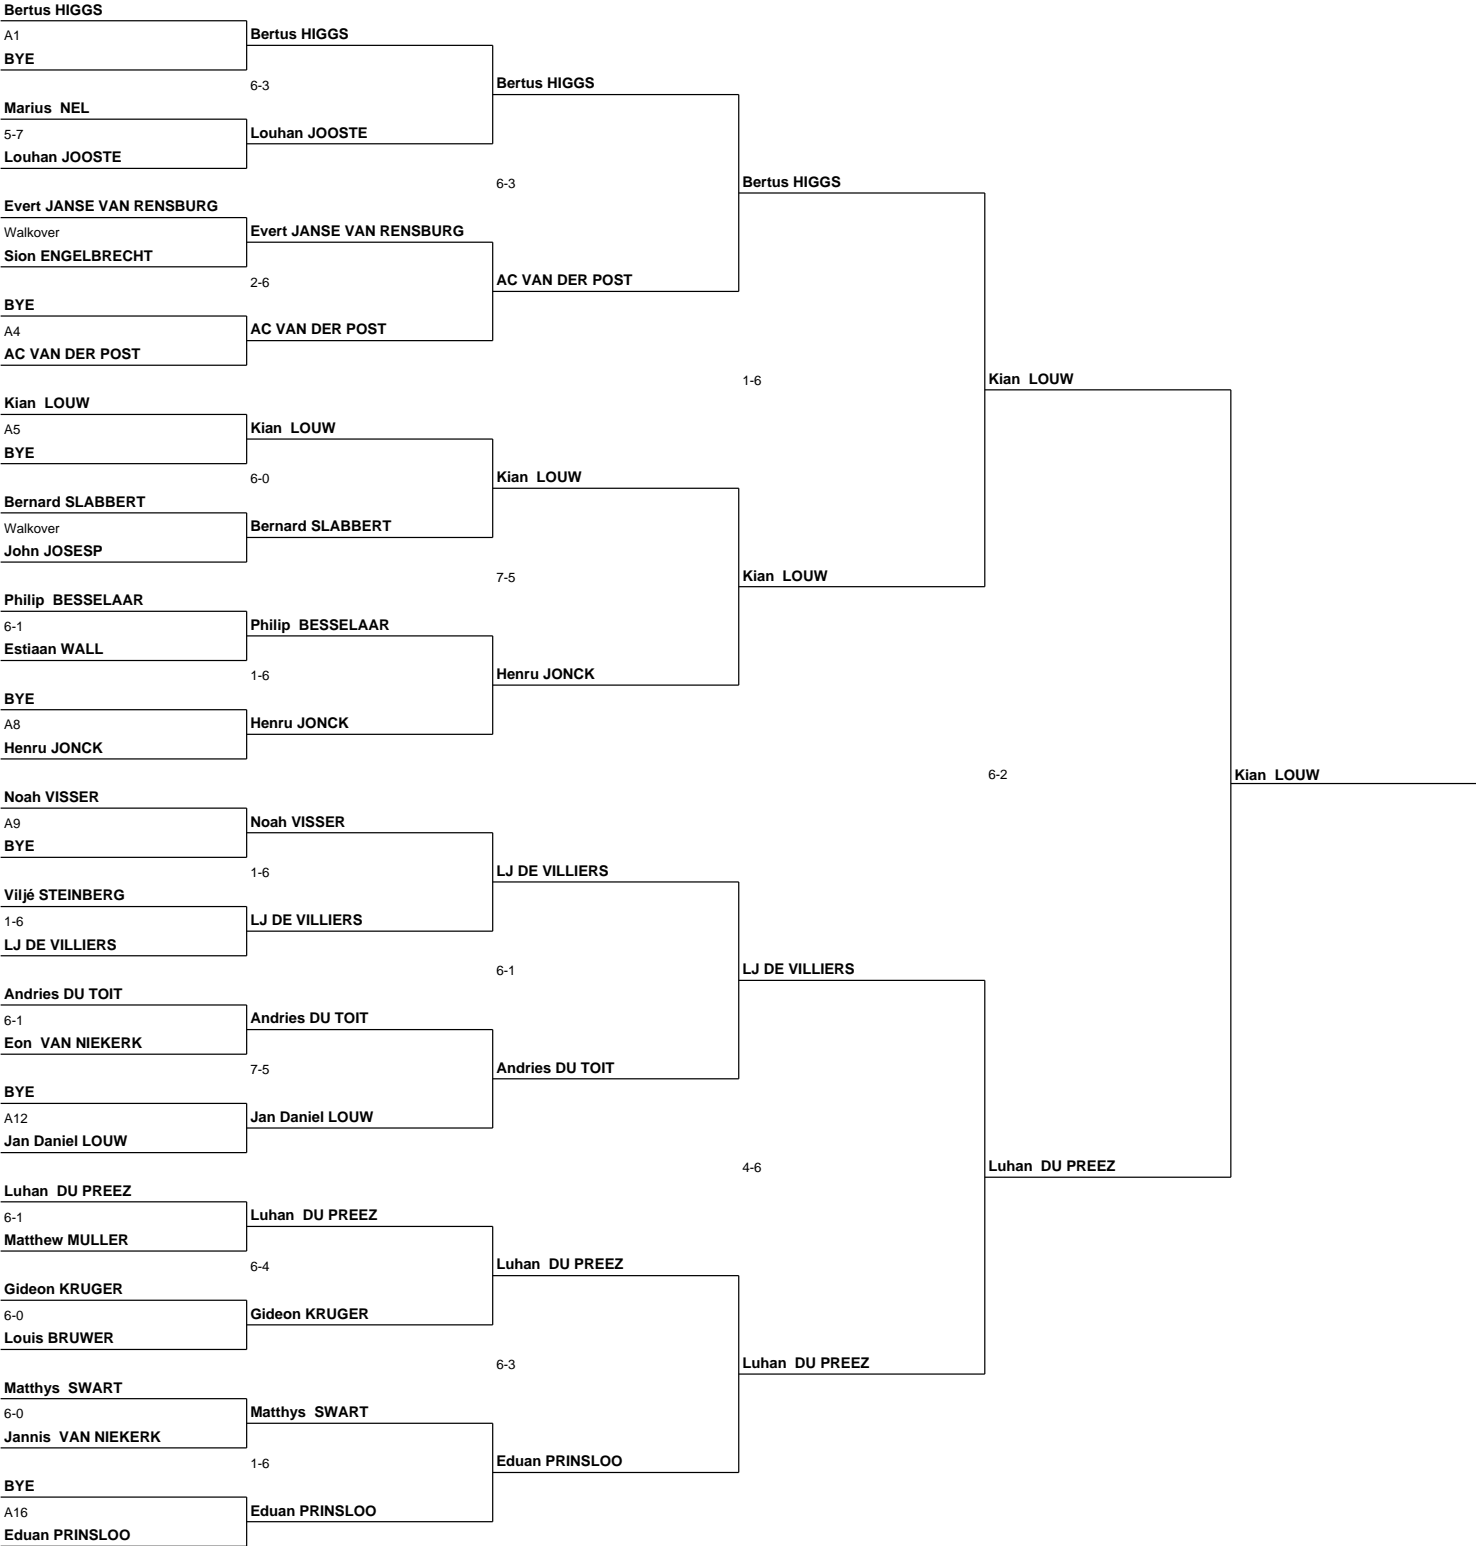 Bertus HIGGS
A1
BYE
Marius  NEL
5-7
Louhan JOOSTE
Evert JANSE VAN RENSBURG
Walkover
Sion ENGELBRECHT
BYE
A4
AC VAN DER POST
Kian  LOUW
A5
BYE
Bernard SLABBERT
Walkover
John JOSESP
Philip  BESSELAAR
6-1
Estiaan WALL
BYE
A8
Henru JONCK
Noah VISSER
A9
BYE
Viljé STEINBERG
1-6
LJ DE VILLIERS
Andries DU TOIT
6-1
Eon  VAN NIEKERK
BYE
A12
Jan Daniel LOUW
Luhan  DU PREEZ
6-1
Matthew MULLER
Gideon KRUGER
6-0
Louis BRUWER
Matthys  SWART
6-0
Jannis  VAN NIEKERK
BYE
A16
Eduan PRINSLOO
Bertus HIGGS
6-3
Louhan JOOSTE
Evert JANSE VAN RENSBURG
2-6
AC VAN DER POST
Kian  LOUW
6-0
Bernard SLABBERT
Philip  BESSELAAR
1-6
Henru JONCK
Noah VISSER
1-6
LJ DE VILLIERS
Andries DU TOIT
7-5
Jan Daniel LOUW
Luhan  DU PREEZ
6-4
Gideon KRUGER
Matthys  SWART
1-6
Eduan PRINSLOO
Bertus HIGGS
6-3
AC VAN DER POST
Kian  LOUW
7-5
Henru JONCK
LJ DE VILLIERS
6-1
Andries DU TOIT
Luhan  DU PREEZ
6-3
Eduan PRINSLOO
Bertus HIGGS
1-6
Kian  LOUW
LJ DE VILLIERS
4-6
Luhan  DU PREEZ
Kian  LOUW
6-2
Luhan  DU PREEZ
Kian  LOUW